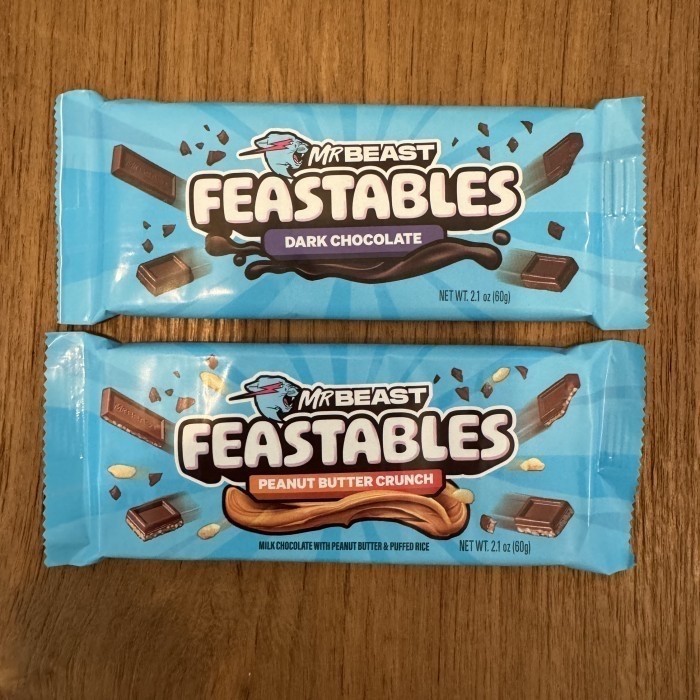 MRBEAST
FEASTABLES
DARK CHOCOLATE
NET WT. 2.1 oz (60g)
MRBEAST
FEASTABLES
PEANUT BUTTER CRUNCH
MILK CHOCOLATE WITH PEANUT BUTTER & PUFFED RICE
NET WT. 2.1 oz (60g)